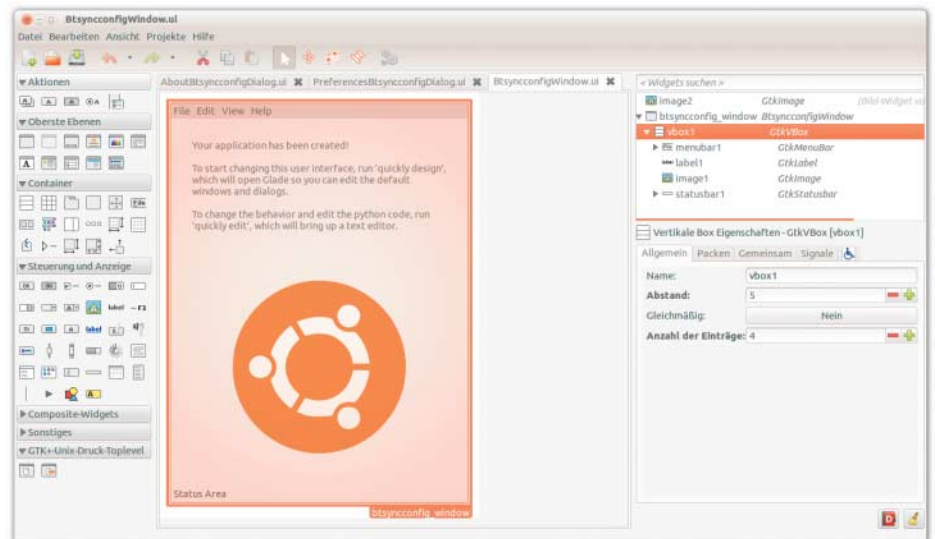 BtsyncconfigWindow.ui
Datei Bearbeiten Ansicht Projekte Hilfe
Aktionen
Oberste Ebenen
Container
Steuerung und Anzeige
label
label
Composite-Widgets
Sonstiges
GTK+-Unix-Druck-Toplevel
AboutBtsyncconfigDialog.ui
PreferencesBtsyncconfigDialog.ui
BtsyncconfigWindow.ui
File Edit View Help
Your application has been created!
To start changing this user interface, run 'quickly design',
which will open Glade so you can edit the default
windows and dialogs.
To change the behavior and edit the python code, run
'quickly edit', which will bring up a text editor.
Status Area
btsyncconfig_window
< Widgets suchen >
image2 GtkImage (Bild-Widget vo
btsyncconfig_window BtsyncconfigWindow
vbox1 GtkVBox
menubar1 GtkMenuBar
label1 GtkLabel
image1 GtkImage
statusbar1 GtkStatusbar
Vertikale Box Eigenschaften - GtkVBox [vbox1]
Allgemein Packen Gemeinsam Signale
Name: vbox1
Abstand: 5
Gleichmäßig: Nein
Anzahl der Einträge: 4